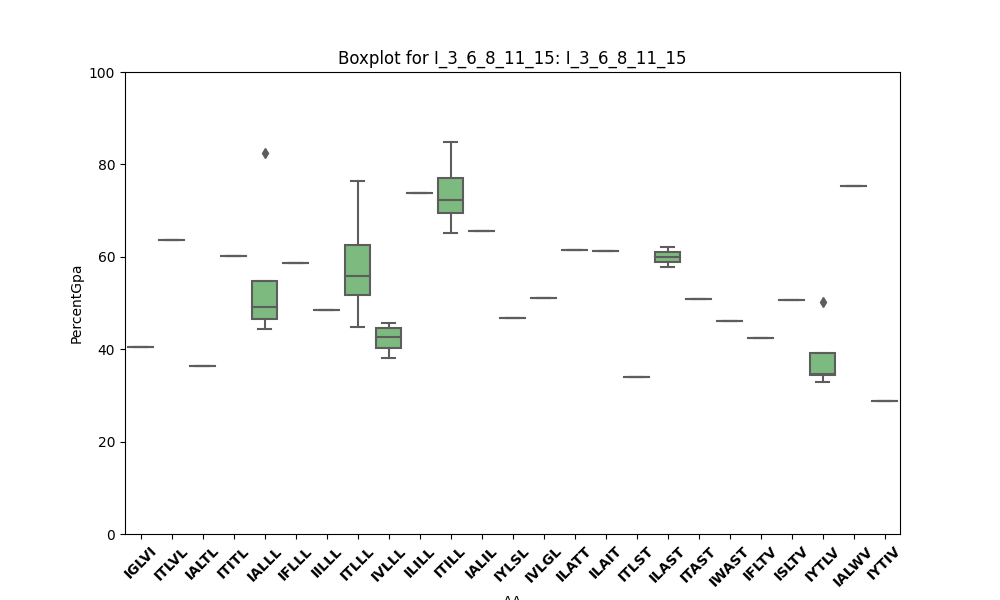 Boxplot for I_3_6_8_11_15: I_3_6_8_11_15
100
80
60
40
20
0
PercentGpa
IGLVI
ITLVL
IALTL
ITITL
IALLL
IFLLL
IILLL
ITLLL
IVLLL
ILILL
ITILL
IALIL
IYLSL
IVLGL
ILATT
ILAIT
ITLST
ILAST
ITAST
IWAST
IFLTV
ISLTV
IYTLV
IALWV
IYTIV
AA